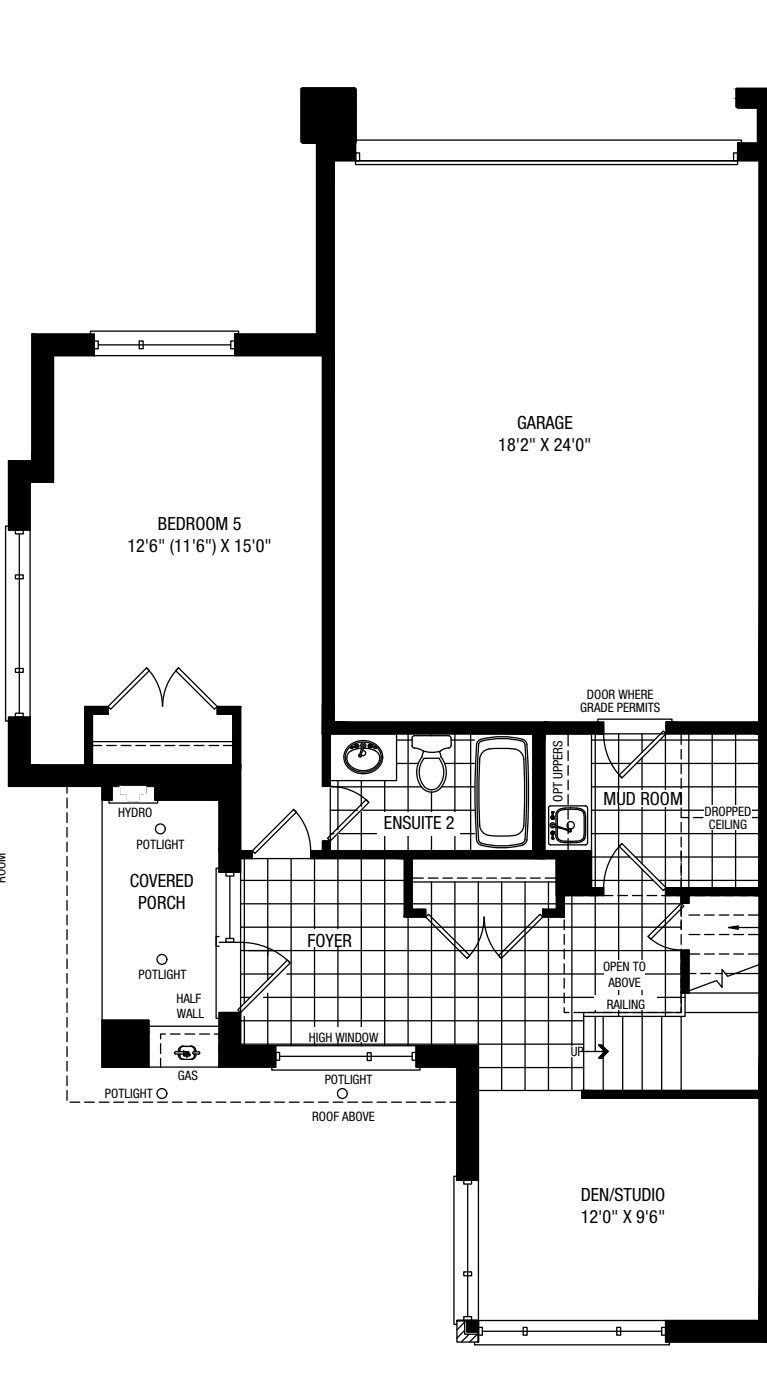 GARAGE
18'2" X 24'0"
BEDROOM 5
12'6" (11'6") X 15'0"
DOOR WHERE
GRADE PERMITS
OPT UPPERS
MUD ROOM
DROPPED
CEILING
ENSUITE 2
HYDRO
POTLIGHT
COVERED
PORCH
ROOM
FOYER
POTLIGHT
HALF
WALL
OPEN TO
ABOVE
RAILING
HIGH WINDOW
UP
GAS
POTLIGHT
POTLIGHT
ROOF ABOVE
DEN/STUDIO
12'0" X 9'6"